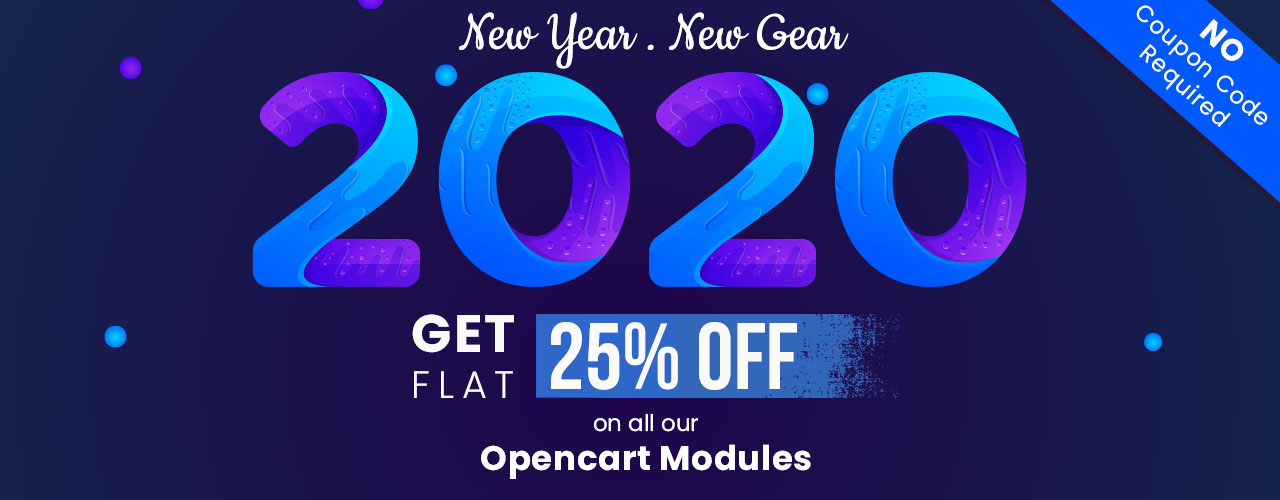 New Year . New Gear
NO
Coupon Code
Required
2020
GET
FLAT
25% OFF
on all our
Opencart Modules